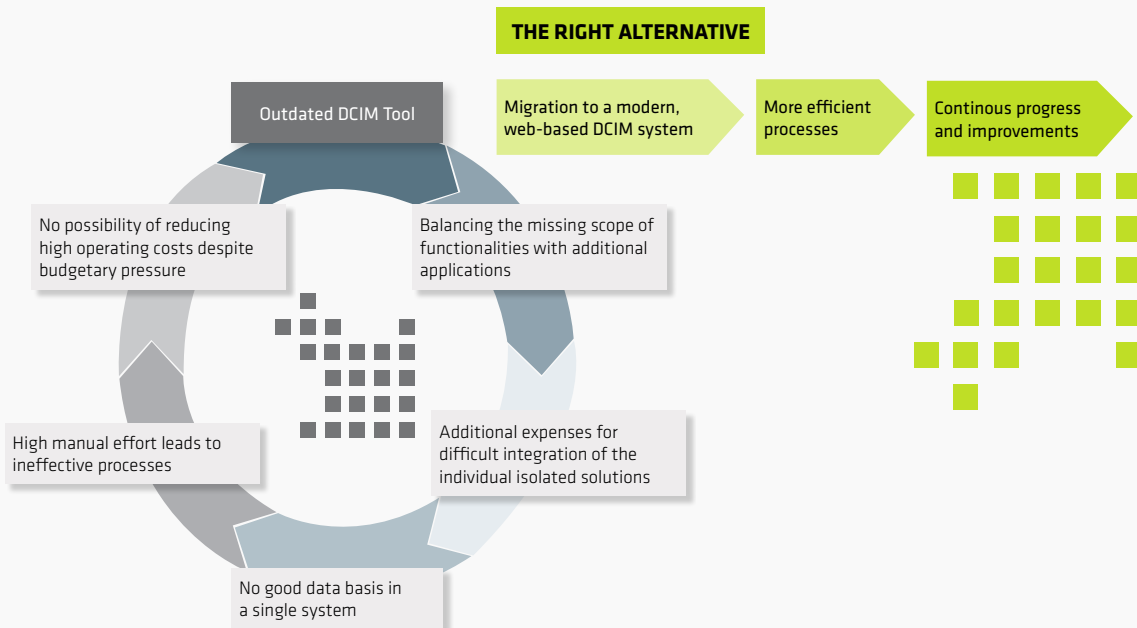 THE RIGHT ALTERNATIVE
Outdated DCIM Tool
Migration to a modern,
web-based DCIM system
More efficient
processes
Continous progress
and improvements
No possibility of reducing
high operating costs despite
budgetary pressure
Balancing the missing scope of
functionalities with additional
applications
High manual effort leads to
ineffective processes
Additional expenses for
difficult integration of the
individual isolated solutions
No good data basis in
a single system